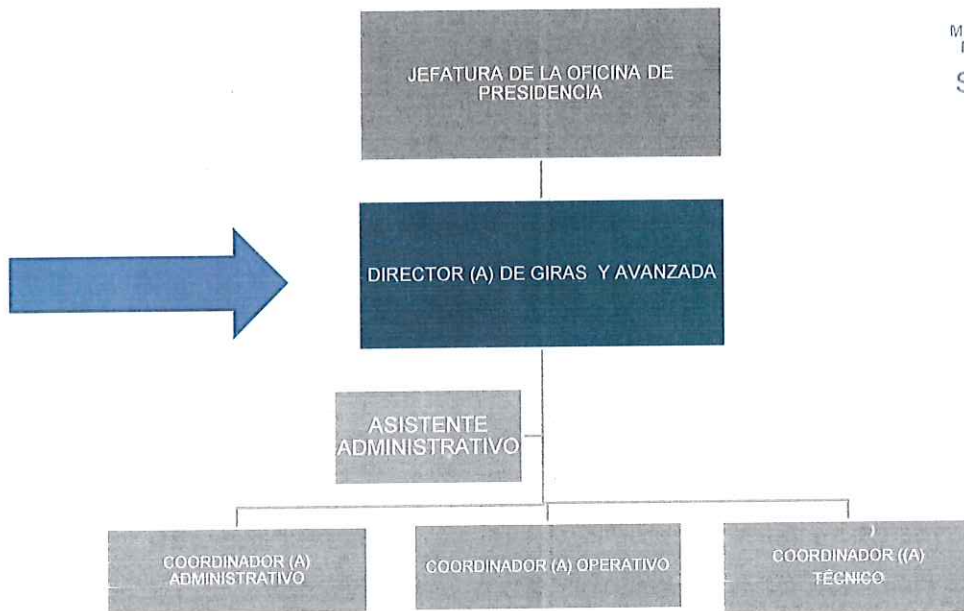 M
S
JEFATURA DE LA OFICINA DE
PRESIDENCIA
DIRECTOR (A) DE GIRAS Y AVANZADA
ASISTENTE
ADMINISTRATIVO
COORDINADOR (A)
ADMINISTRATIVO
COORDINADOR (A) OPERATIVO
)
COORDINADOR ((A)
TÉCNICO